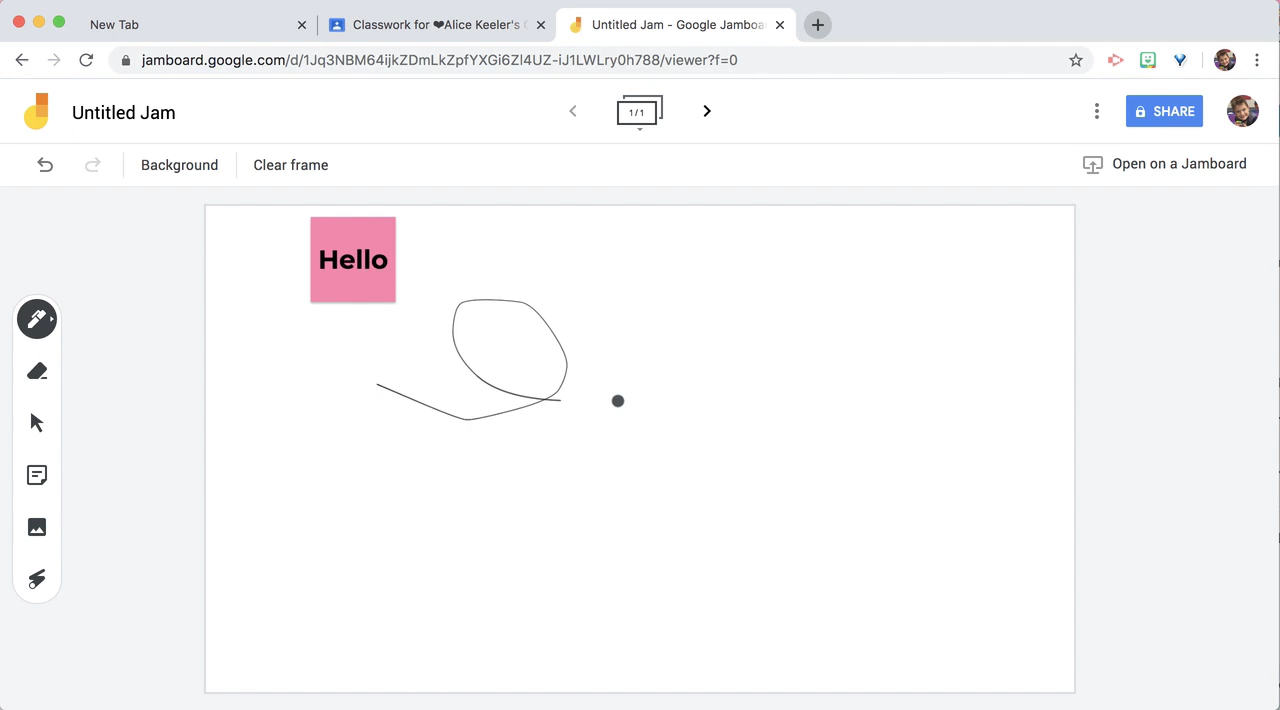 New Tab
Classwork for ❤Alice Keeler's
Untitled Jam - Google Jamboa
jamboard.google.com/d/1Jq3NBM64ijkZDmLkZpfYXGi6Zl4UZ-iJ1LWLry0h788/viewer?f=0
Untitled Jam
1/1
SHARE
Background
Clear frame
Open on a Jamboard
Hello